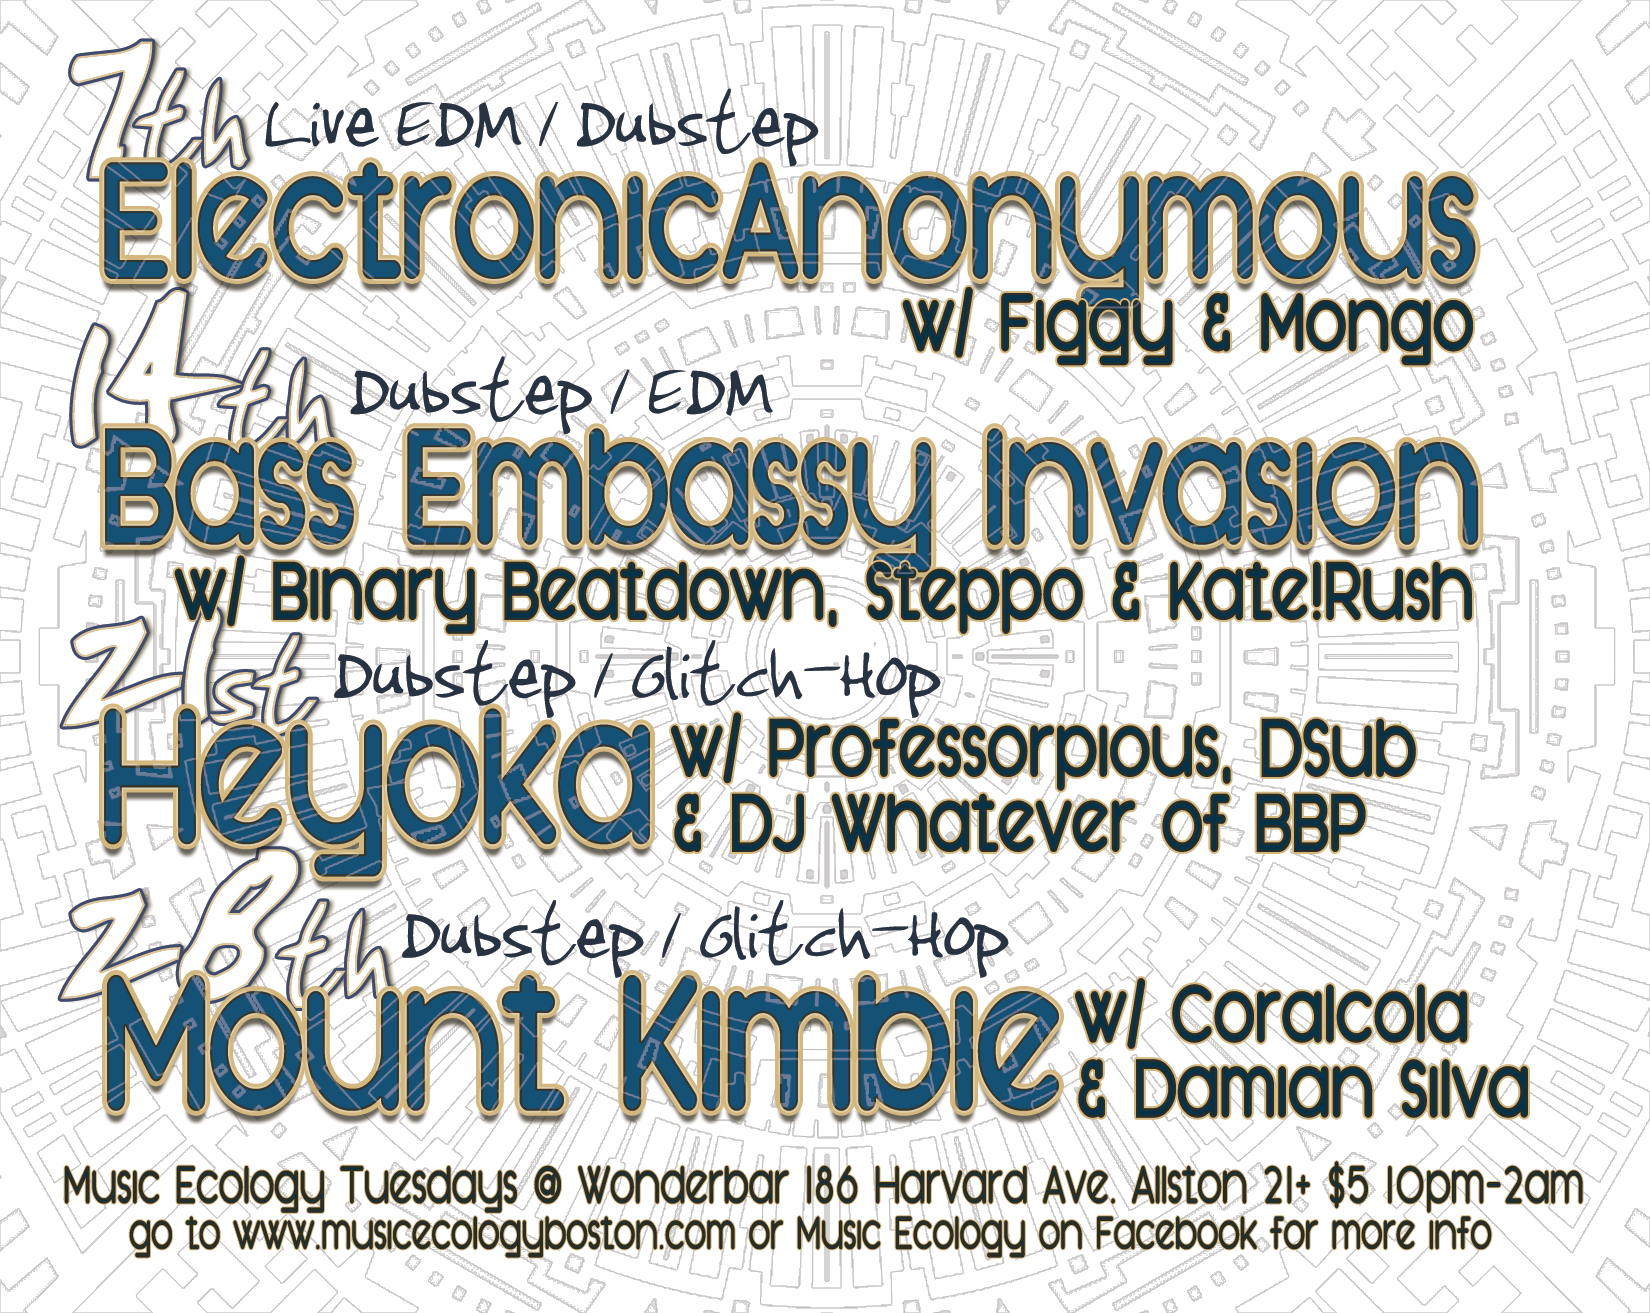 7th Live EDM / Dubstep
ElectronicAnonymous
w/ Figgy & Mongo
14th Dubstep / EDM
Bass Embassy Invasion
w/ Binary Beatdown, Steppo & Kate!Rush
21st Dubstep / Glitch-Hop
Heyoka w/ Professorpious, DSub
& DJ Whatever of BBP
28th Dubstep / Glitch-Hop
Mount Kimbie w/ Coralcola
& Damian Silva
Music Ecology Tuesdays @ Wonderbar 186 Harvard Ave. Allston 21+ $5 10pm-2am
go to www.musicecologyboston.com or Music Ecology on Facebook for more info